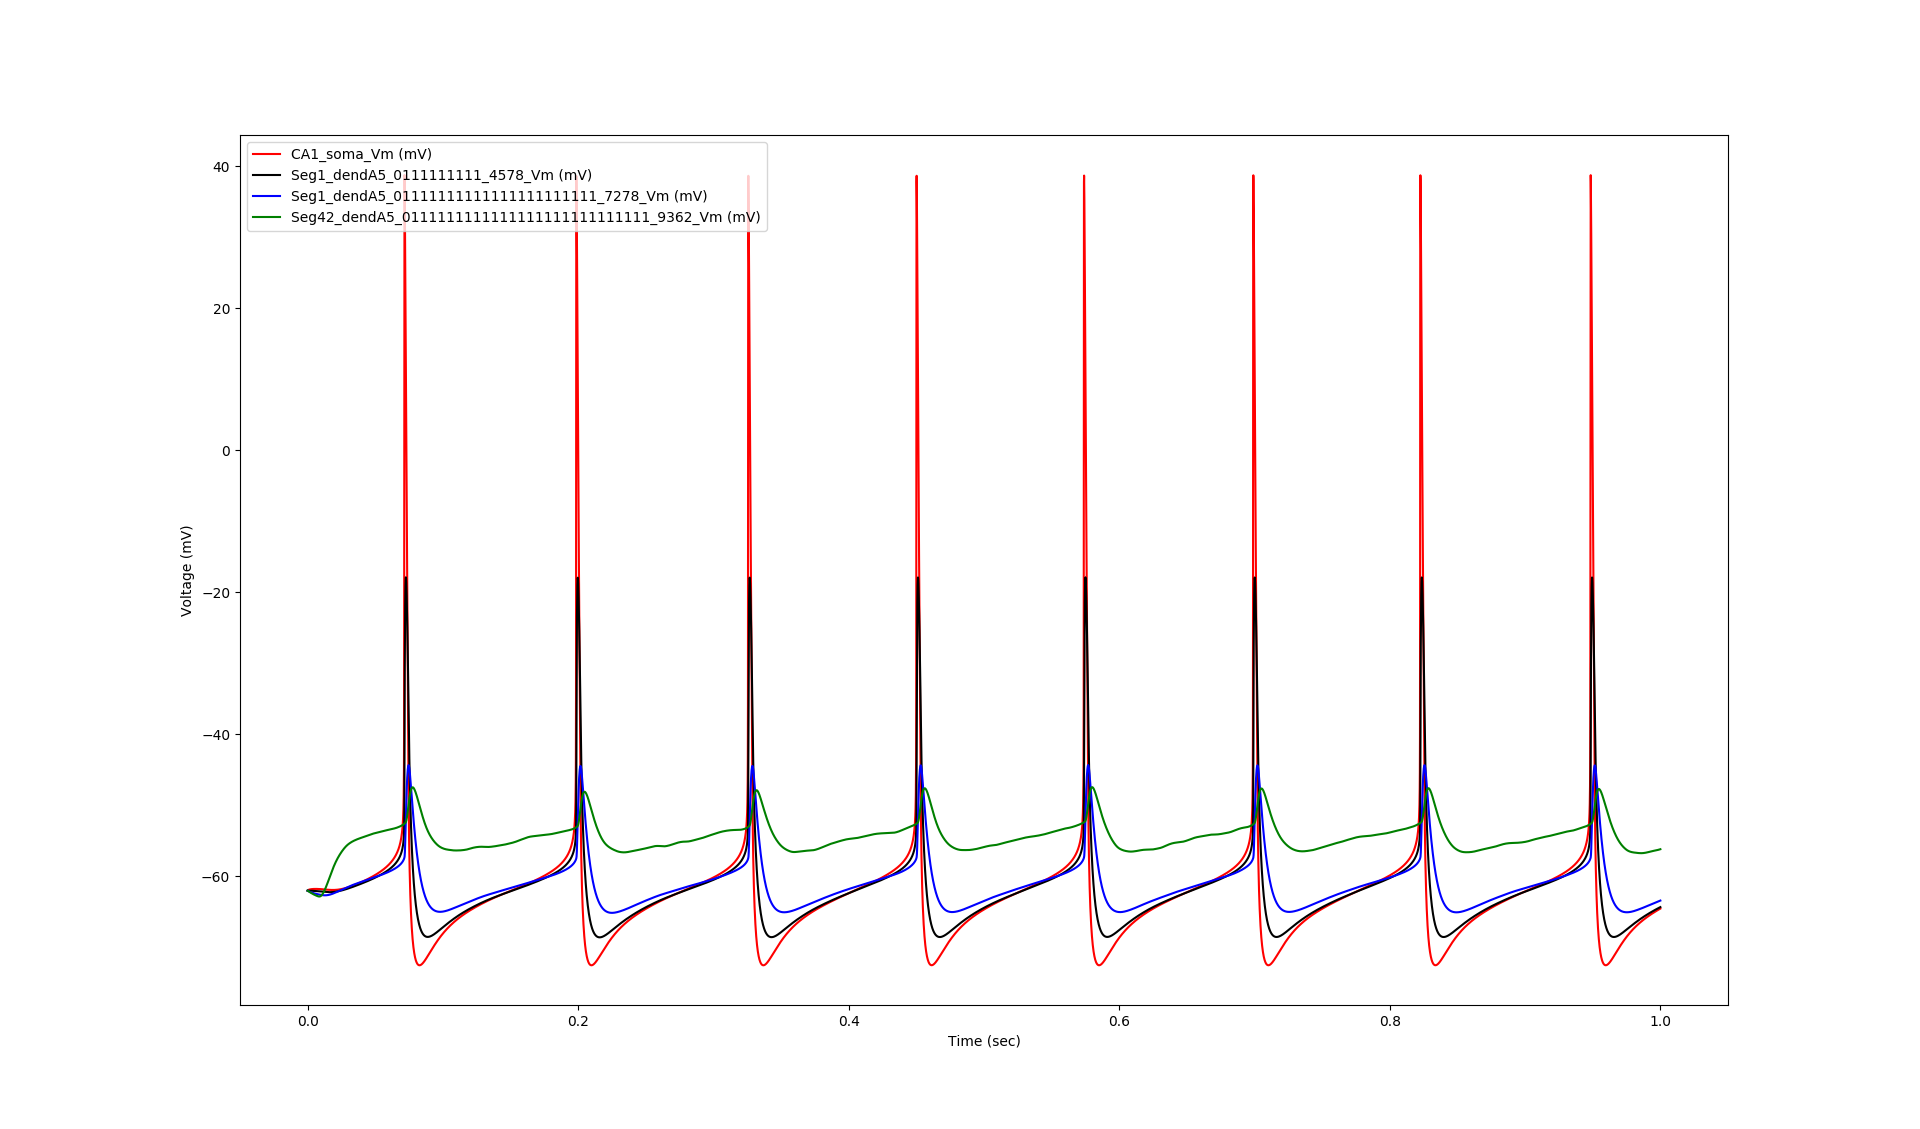 CA1_soma_Vm (mV)
Seg1_dendA5_0111111111_4578_Vm (mV)
Seg1_dendA5_01111111111111111111111_7278_Vm (mV)
Seg42_dendA5_0111111111111111111111111111_9362_Vm (mV)
40
20
0
−20
−40
−60
Voltage (mV)
0.0 0.2 0.4 0.6 0.8 1.0
Time (sec)